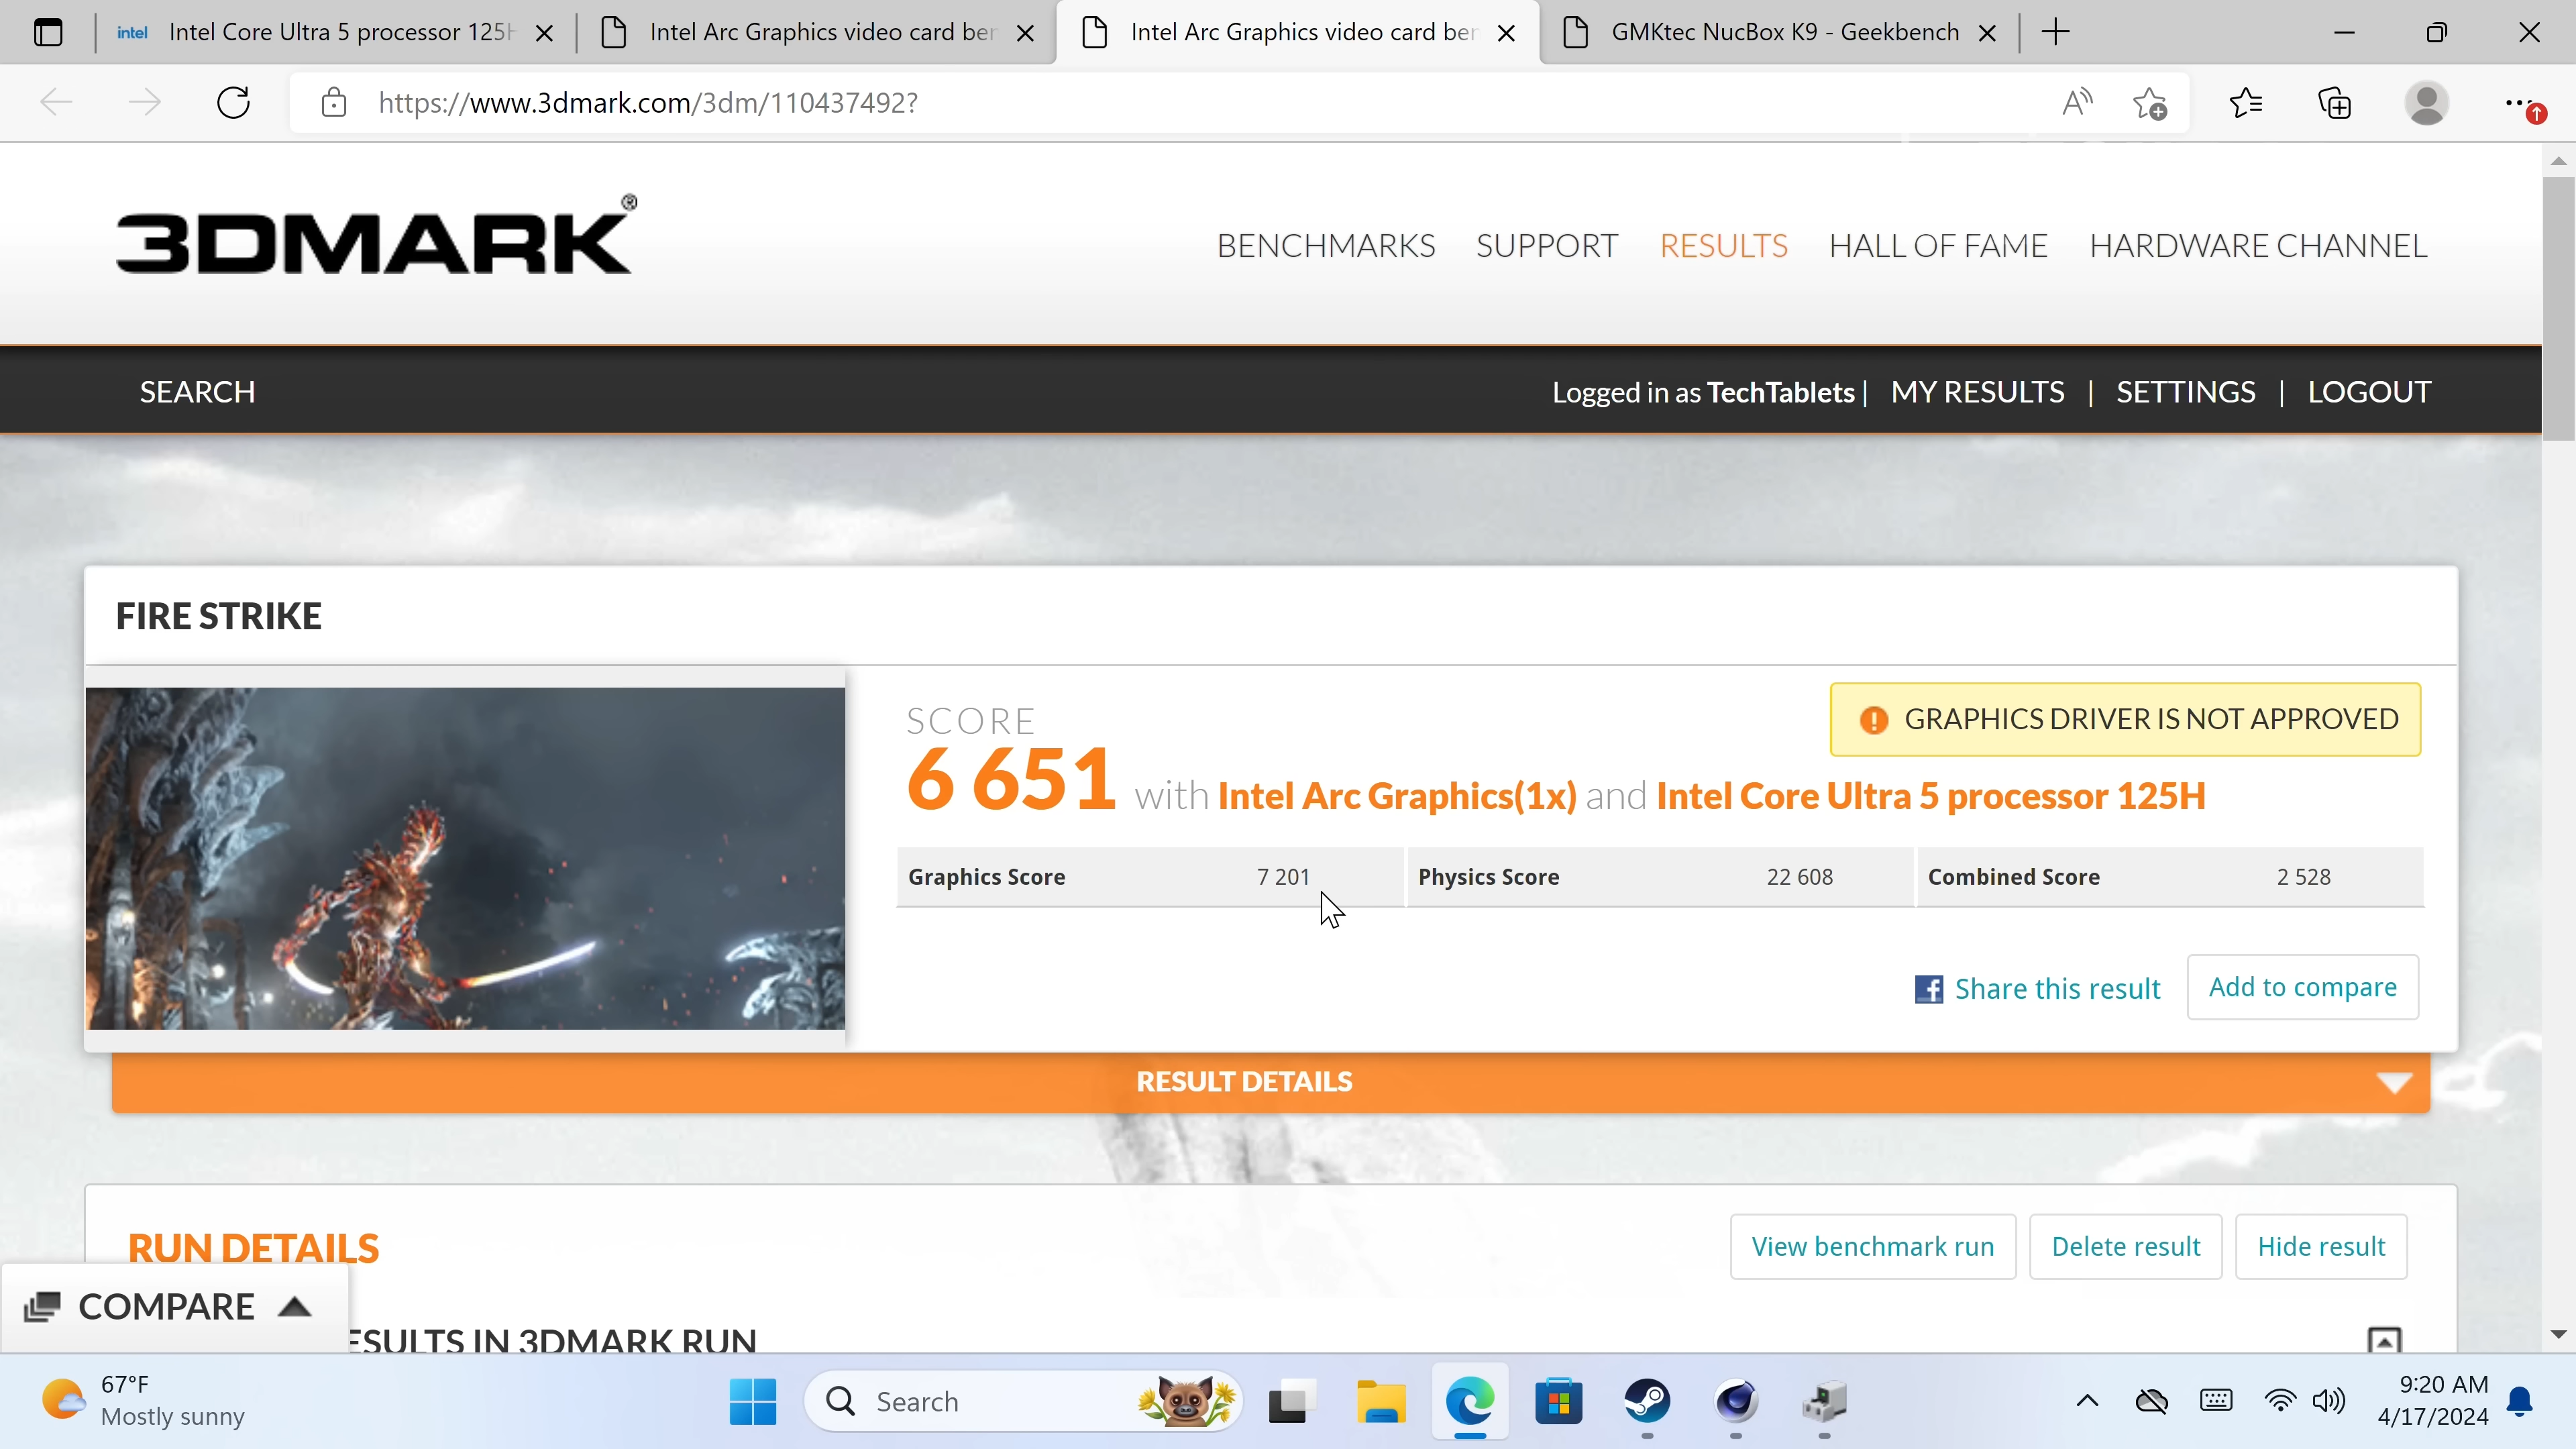 intel Intel Core Ultra 5 processor 125H
Intel Arc Graphics video card ber
Intel Arc Graphics video card ber
GMKtec NucBox K9 - Geekbench
https://www.3dmark.com/3dm/110437492?
3DMARK®
BENCHMARKS SUPPORT RESULTS HALL OF FAME HARDWARE CHANNEL
SEARCH
Logged in as TechTablets | MY RESULTS | SETTINGS | LOGOUT
FIRE STRIKE
SCORE
GRAPHICS DRIVER IS NOT APPROVED
6 651 with Intel Arc Graphics(1x) and Intel Core Ultra 5 processor 125H
Graphics Score 7 201 Physics Score 22 608 Combined Score 2 528
Share this result Add to compare
RESULT DETAILS
RUN DETAILS
View benchmark run Delete result Hide result
COMPARE
ESULTS IN 3DMARK RUN
67°F
Mostly sunny
Search
9:20 AM
4/17/2024